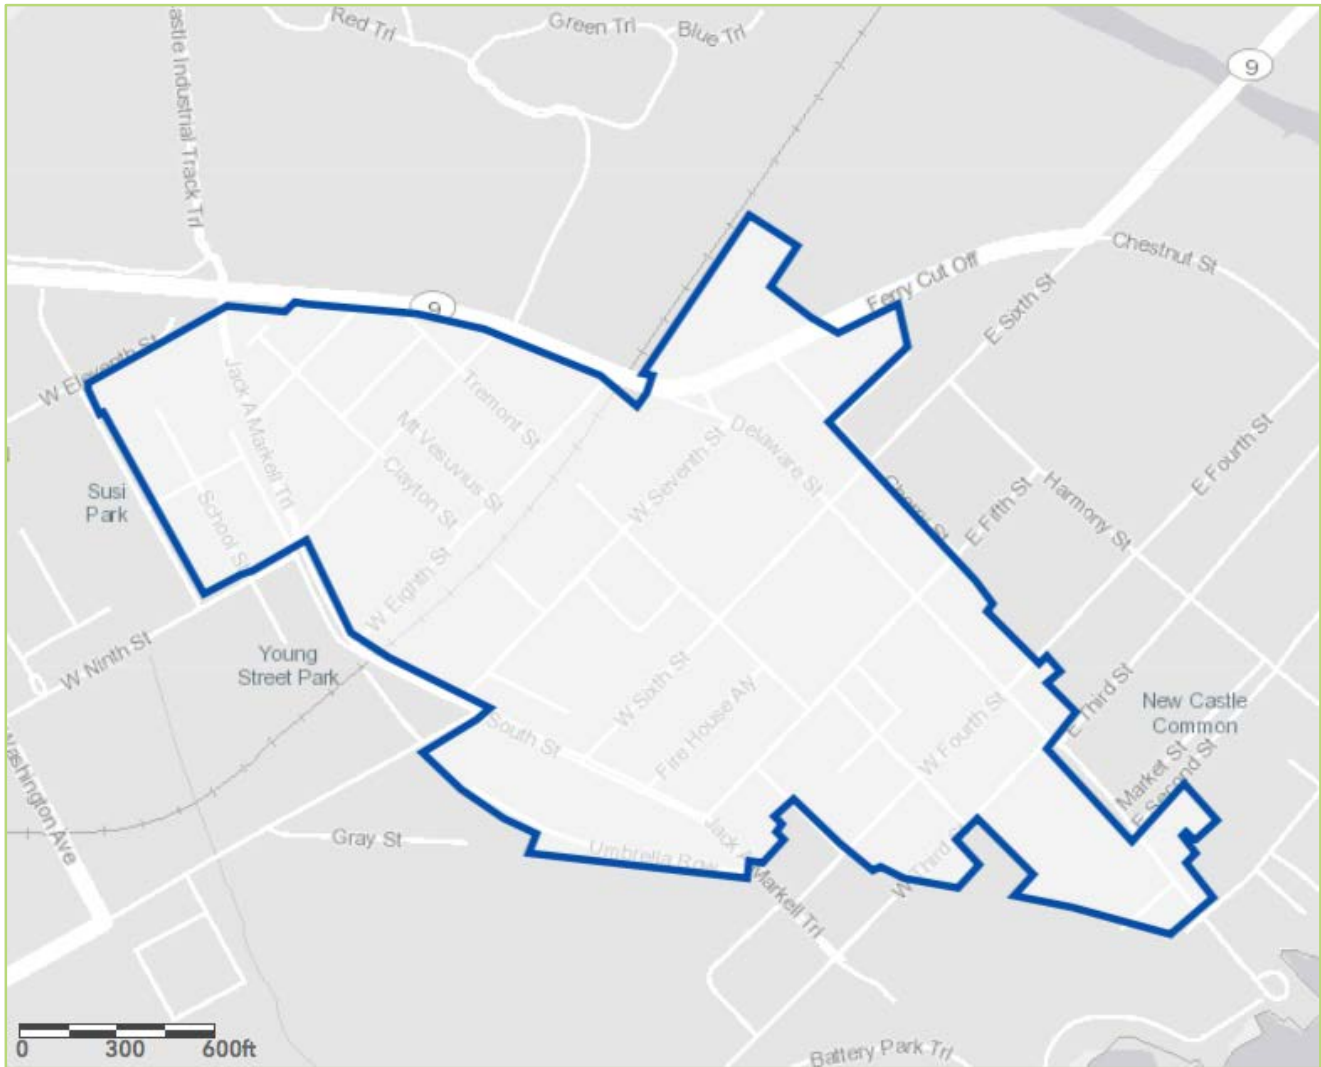 Red Trl
Green Trl
Blue Trl
9
astle Industrial Track Trl
Chestnut St
Ferry Cut Off
E Sixth St
9
W Eleventh St
Jack A Markell Trl
Tremont St
Mt Vesuvius St
Clayton St
Delaware St
W Seventh St
E Fourth St
Cherry St
E Fifth St
Harmony St
Susi
Park
School St
W Eighth St
W Ninth St
Young
Street Park
W Sixth St
Fire House Aly
South St
W Fourth St
E Third St
New Castle
Common
Market St
E Second St
Washington Ave
Gray St
Umbrella Row
Jack A Markell Trl
W Third S
Battery Park Trl
0 300 600ft